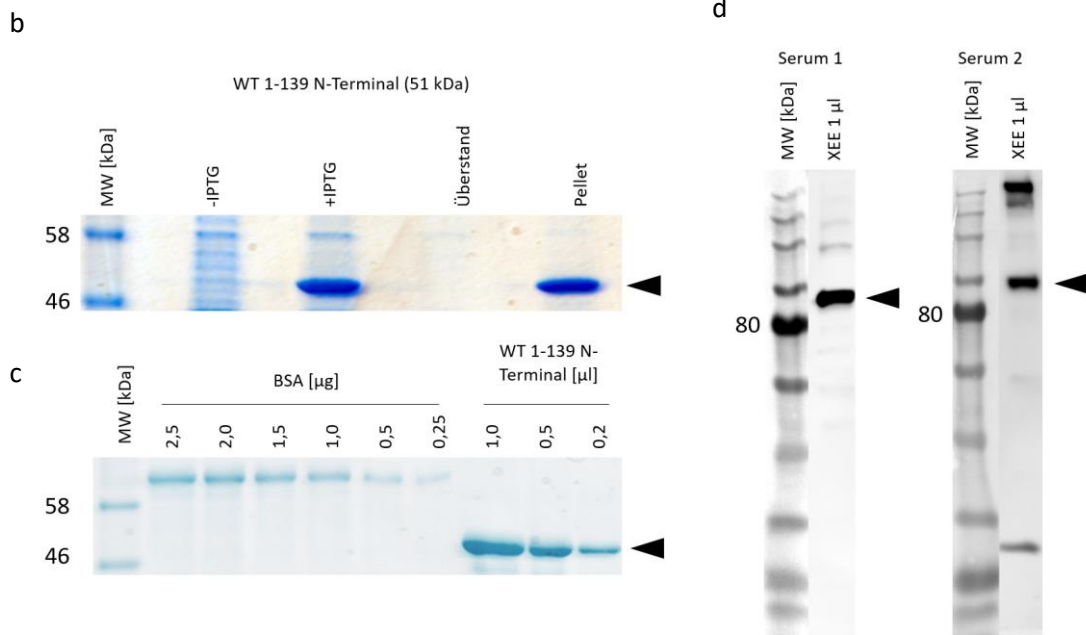 b
WT 1-139 N-Terminal (51 kDa)
MW [kDa]
-IPTG
+IPTG
Überstand
Pellet
58
46
c
MW [kDa]
BSA [µg]
WT 1-139 N-
Terminal [µl]
2,5
2,0
1,5
1,0
0,5
0,25
1,0
0,5
0,2
58
46
d
Serum 1
MW [kDa]
XEE 1 µl
80
Serum 2
MW [kDa]
XEE 1 µl
80